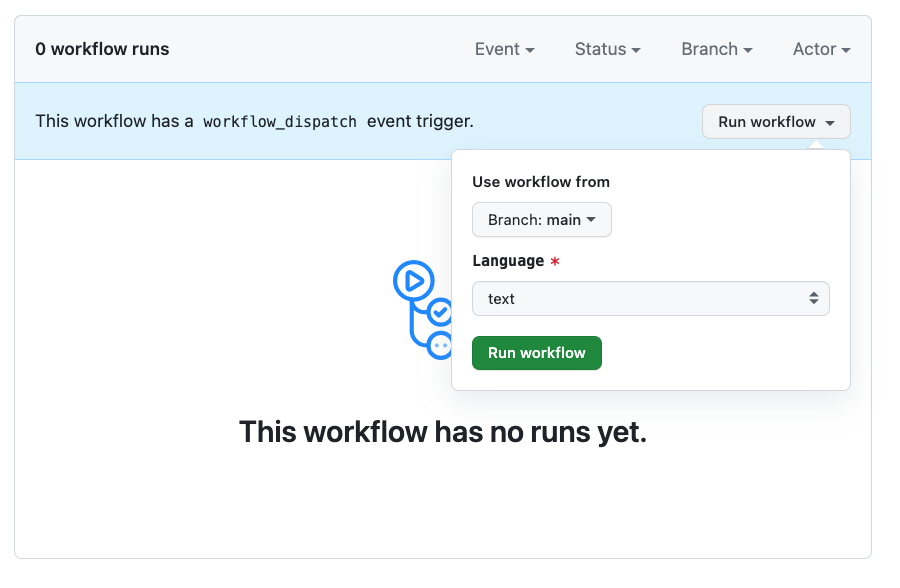 0 workflow runs Event Status Branch Actor
This workflow has a workflow_dispatch event trigger. Run workflow
Use workflow from
Branch: main
Language *
text
Run workflow
This workflow has no runs yet.